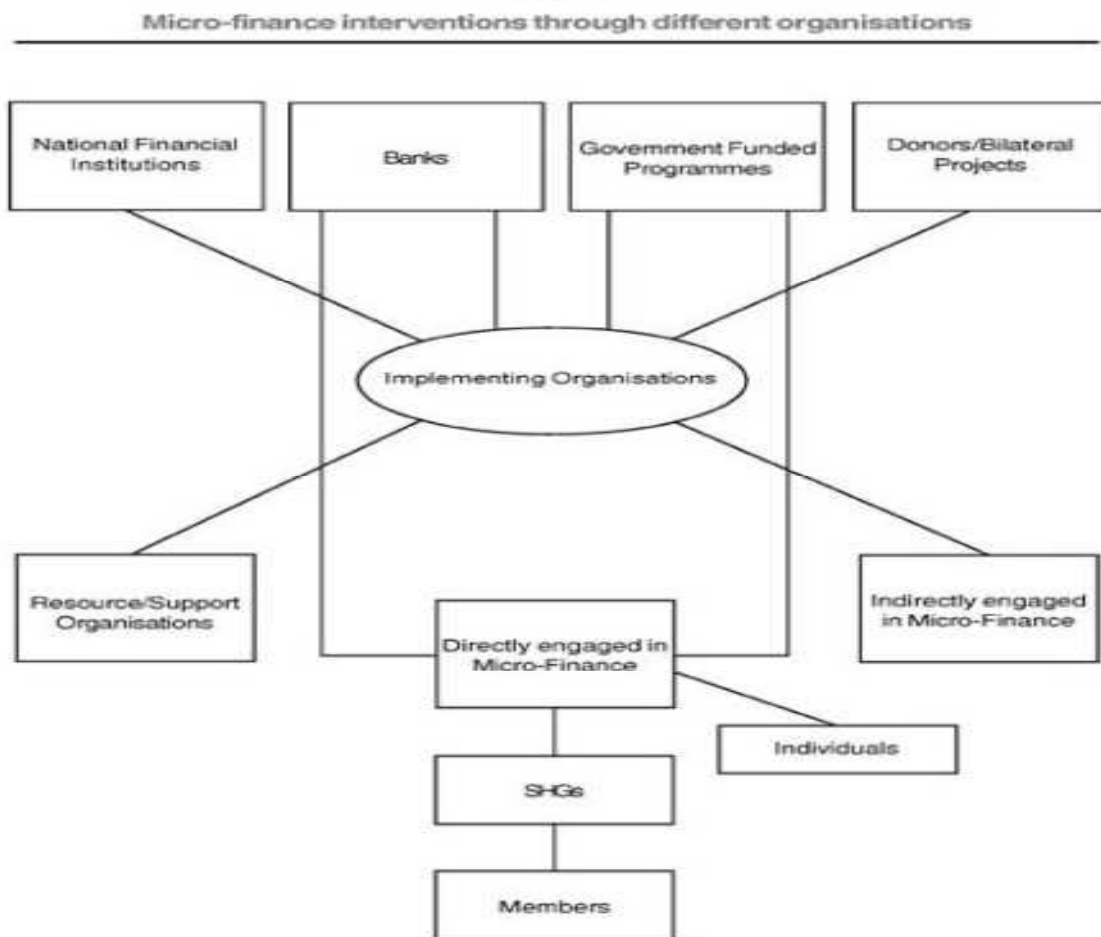 Micro-finance interventions through different organisations
National Financial
Institutions
Banks
Government Funded
Programmes
Donors/Bilateral
Projects
Implementing Organisations
Resource/Support
Organisations
Directly engaged in
Micro-Finance
Indirectly engaged
in Micro-Finance
Individuals
SHGs
Members